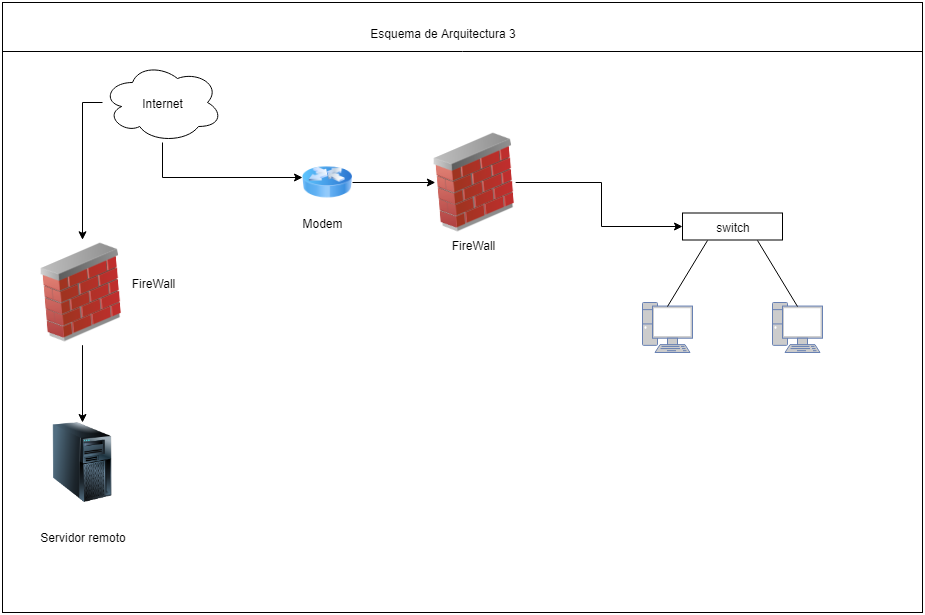 Esquema de Arquitectura 3
Internet
Modem
FireWall
switch
FireWall
Servidor remoto